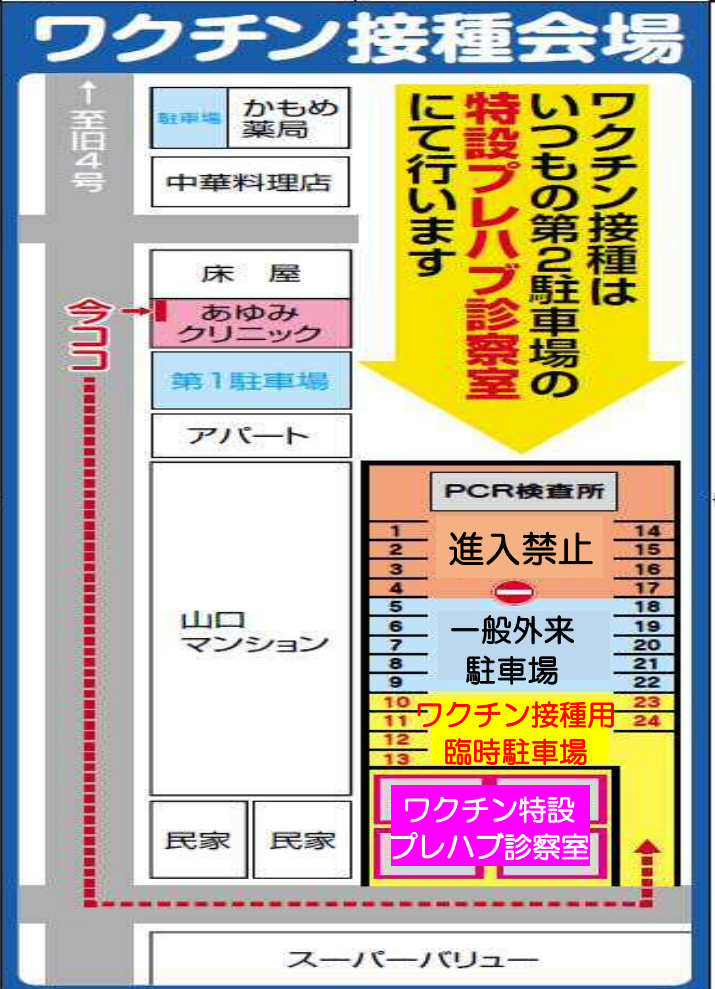 ワクチン接種会場
↑至旧4号
駐車場
かもめ
薬局
中華料理店
ワクチン接種は
いつもの第2駐車場の
特設プレハブ診察室
にて行います
床 屋
今ココ→
あゆみ
クリニック
第1駐車場
アパート
山口
マンション
民家
民家
PCR検査所
1
2
3
4
5
6
7
8
9
10
11
12
13
進入禁止
一般外来
駐車場
ワクチン接種用
臨時駐車場
14
15
16
17
18
19
20
21
22
23
24
ワクチン特設
プレハブ診察室
スーパーバリュー